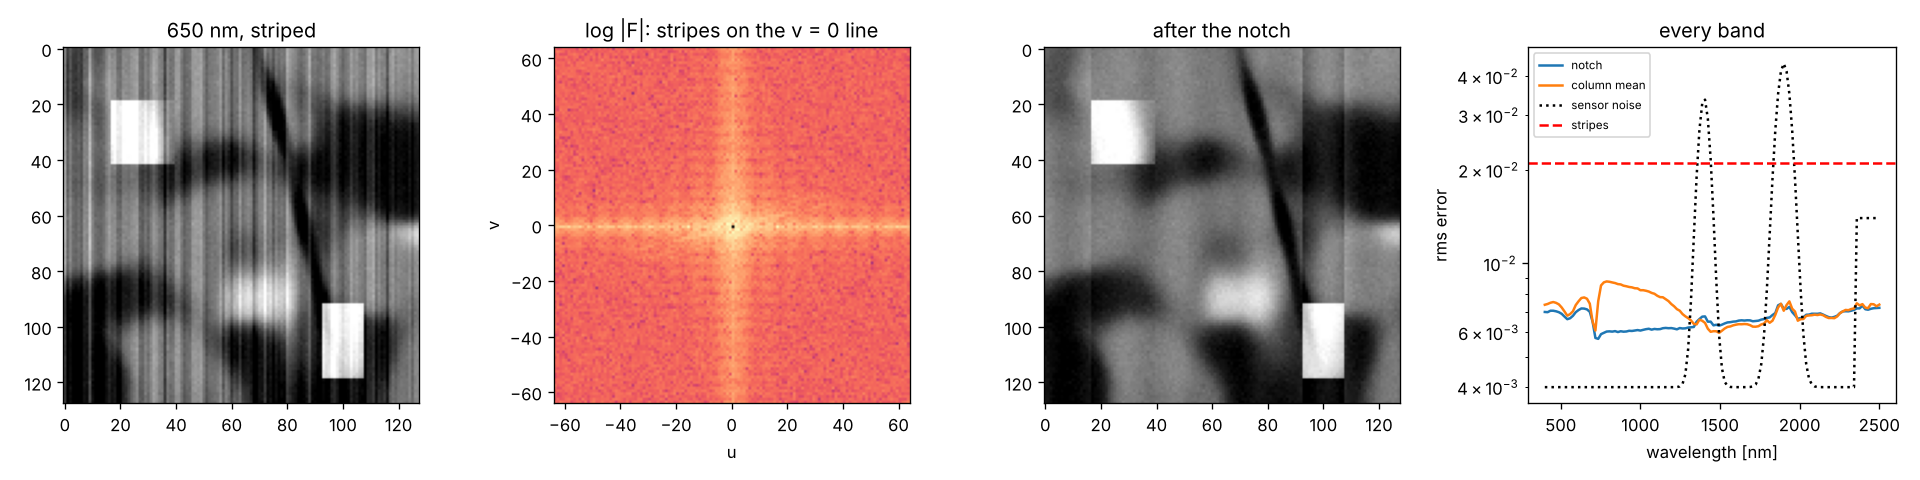 650 nm, striped
0
20
40
60
80
100
120
0 20 40 60 80 100 120
log |F|: stripes on the v = 0 line
v
60
40
20
0
−20
−40
−60
−60 −40 −20 0 20 40 60
u
after the notch
0
20
40
60
80
100
120
0 20 40 60 80 100 120
every band
rms error
4 × 10⁻²
3 × 10⁻²
2 × 10⁻²
10⁻²
6 × 10⁻³
4 × 10⁻³
notch
column mean
sensor noise
stripes
500 1000 1500 2000 2500
wavelength [nm]